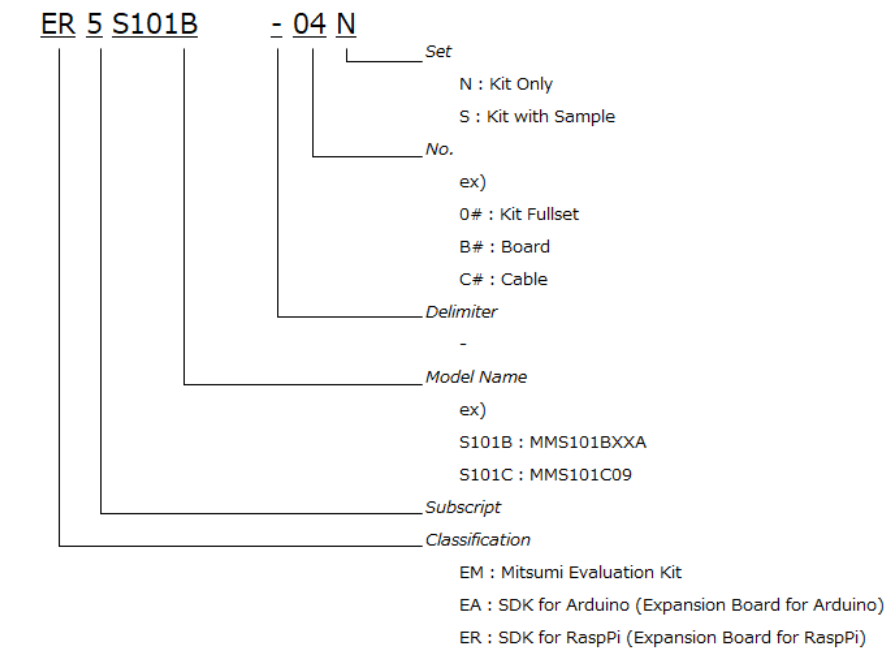 ER 5 S101B - 04 N
Set
N : Kit Only
S : Kit with Sample
No.
ex)
0# : Kit Fullset
B# : Board
C# : Cable
Delimiter
-
Model Name
ex)
S101B : MMS101BXXA
S101C : MMS101C09
Subscript
Classification
EM : Mitsumi Evaluation Kit
EA : SDK for Arduino (Expansion Board for Arduino)
ER : SDK for RaspPi (Expansion Board for RaspPi)